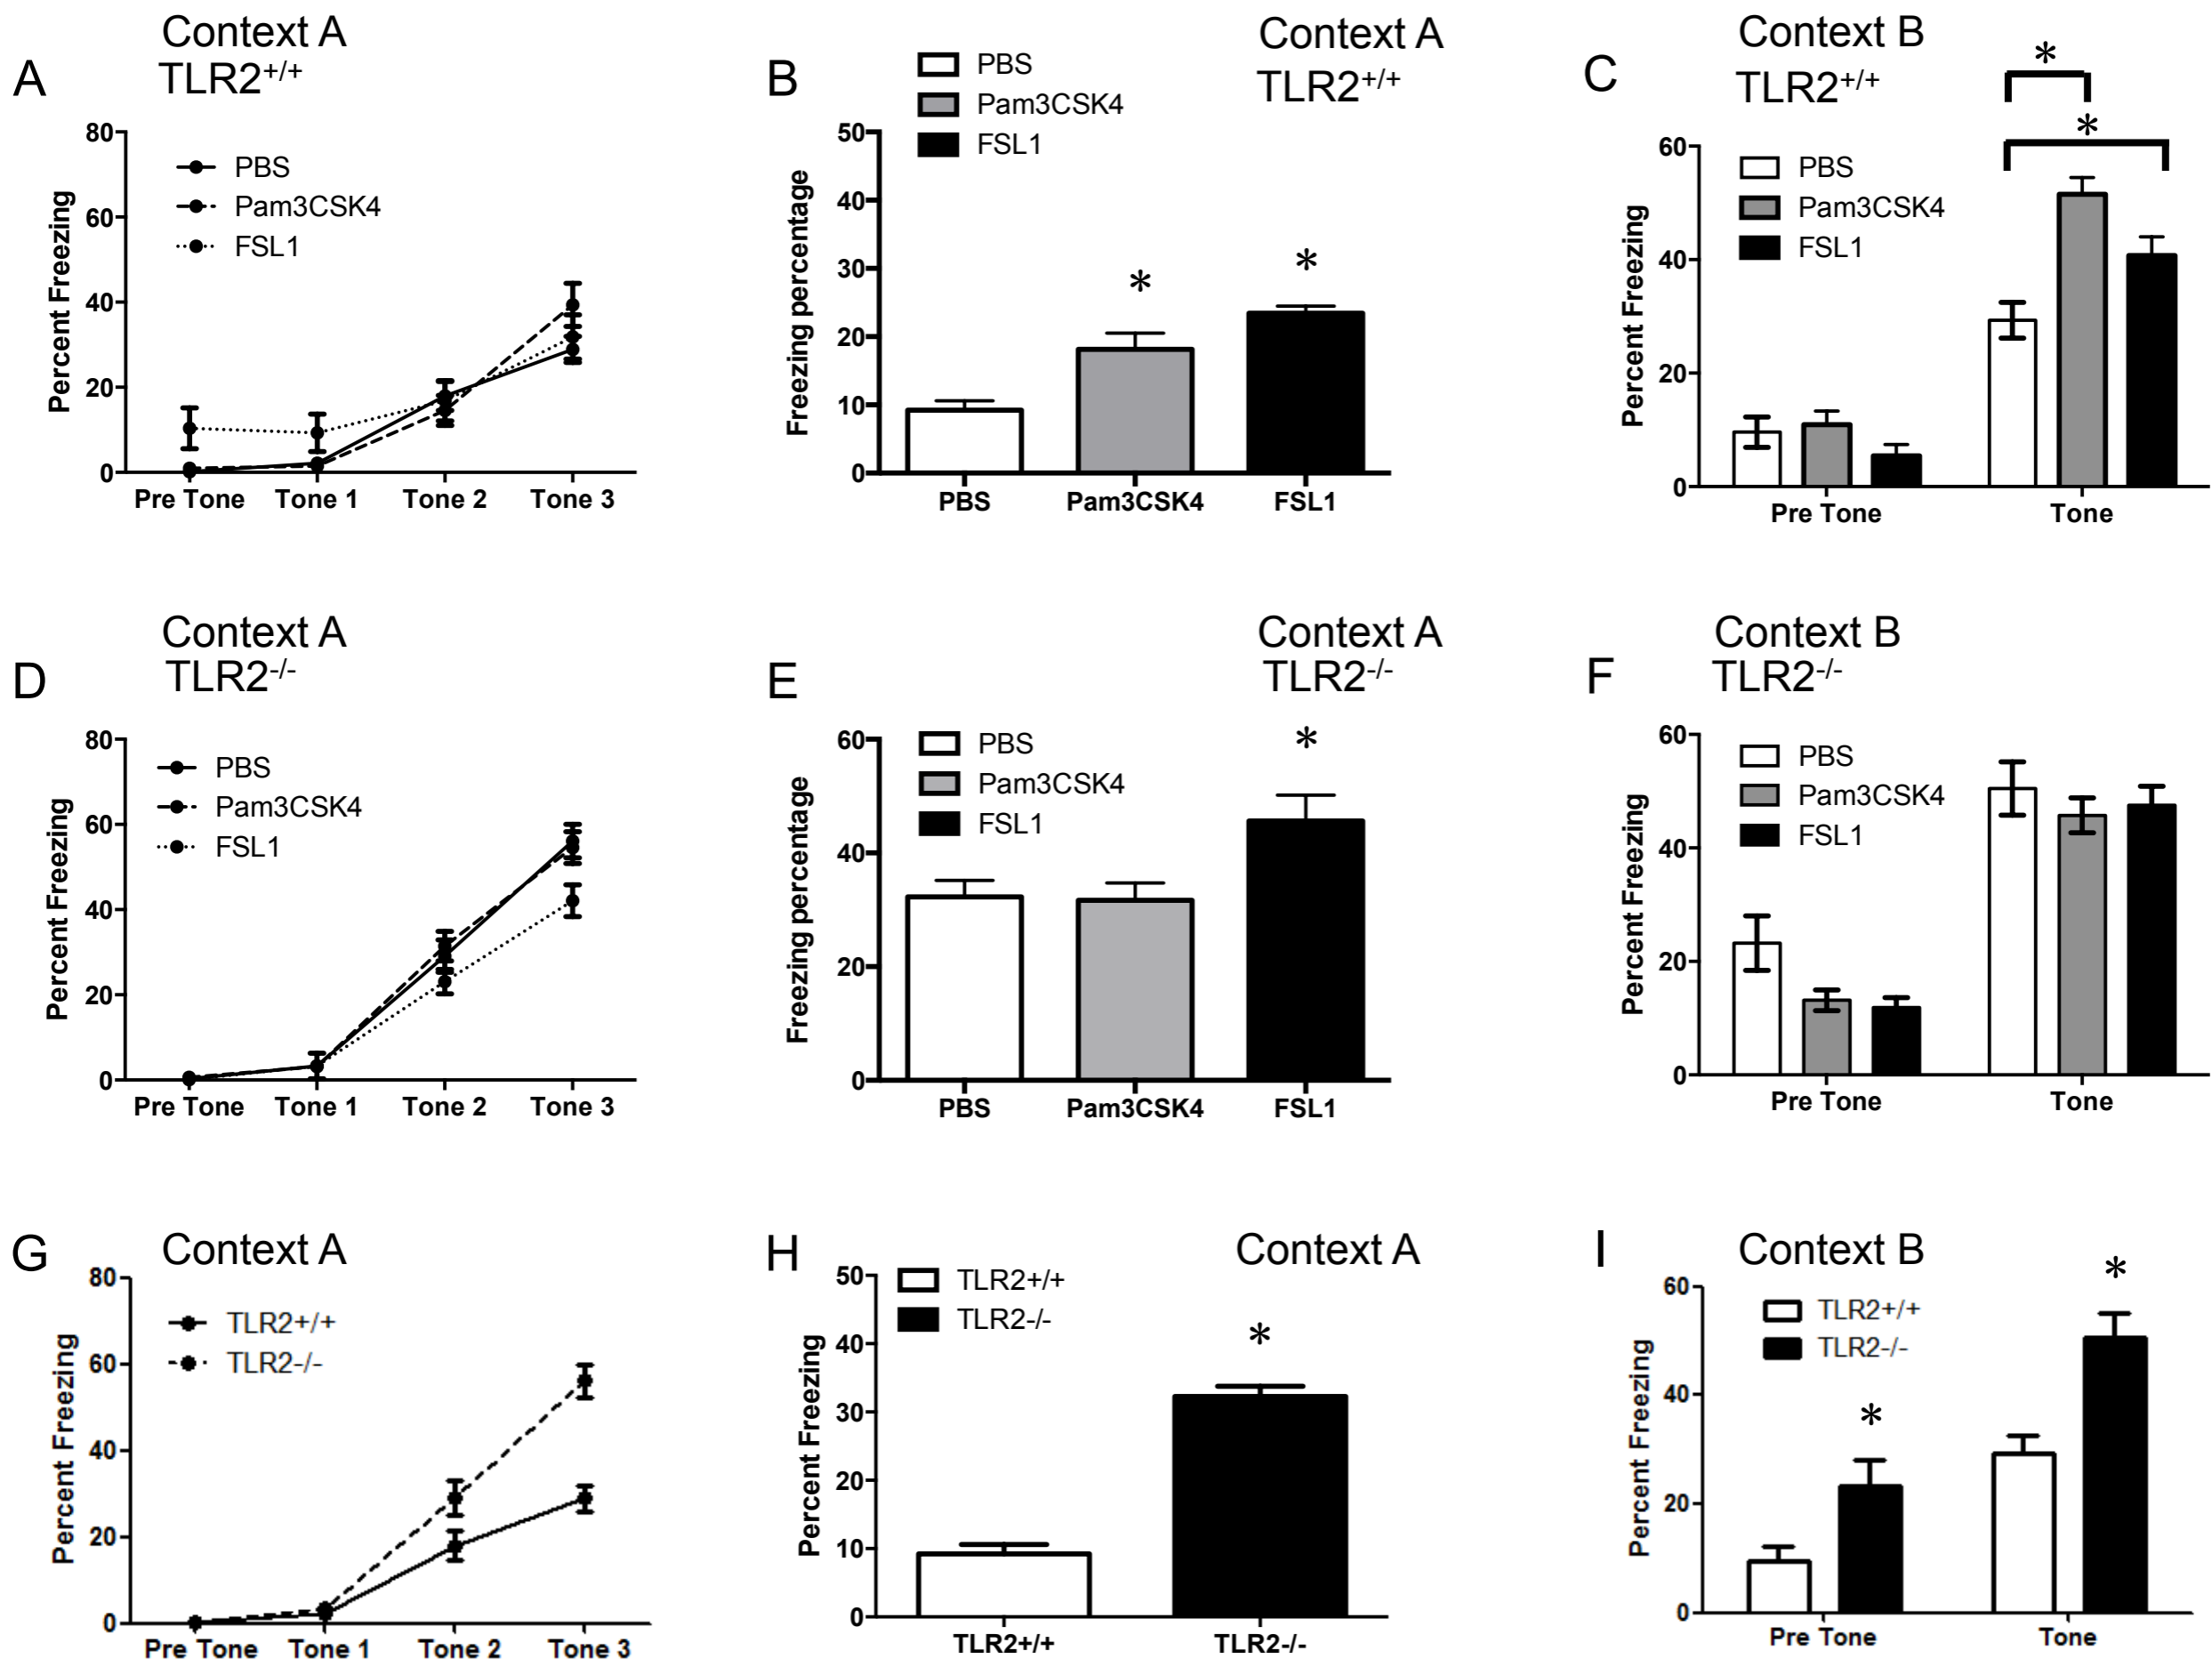 A
Context A
TLR2+/+
80
60
40
20
0
Percent Freezing
PBS
Pam3CSK4
FSL1
Pre Tone Tone 1 Tone 2 Tone 3
B
Context A
TLR2+/+
PBS
Pam3CSK4
FSL1
50
40
30
20
10
0
Freezing percentage
*
*
PBS Pam3CSK4 FSL1
C
Context B
TLR2+/+
*
*
60
40
20
0
Percent Freezing
PBS
Pam3CSK4
FSL1
Pre Tone Tone
D
Context A
TLR2-/-
80
60
40
20
0
Percent Freezing
PBS
Pam3CSK4
FSL1
Pre Tone Tone 1 Tone 2 Tone 3
E
Context A
TLR2-/-
60
40
20
0
Freezing percentage
PBS
Pam3CSK4
FSL1
*
PBS Pam3CSK4 FSL1
F
Context B
TLR2-/-
60
40
20
0
Percent Freezing
PBS
Pam3CSK4
FSL1
Pre Tone Tone
G
Context A
80
60
40
20
0
Percent Freezing
TLR2+/+
TLR2-/-
Pre Tone Tone 1 Tone 2 Tone 3
H
Context A
50
40
30
20
10
0
Percent Freezing
TLR2+/+
TLR2-/-
*
TLR2+/+ TLR2-/-
I
Context B
60
40
20
0
Percent Freezing
TLR2+/+
TLR2-/-
*
*
Pre Tone Tone